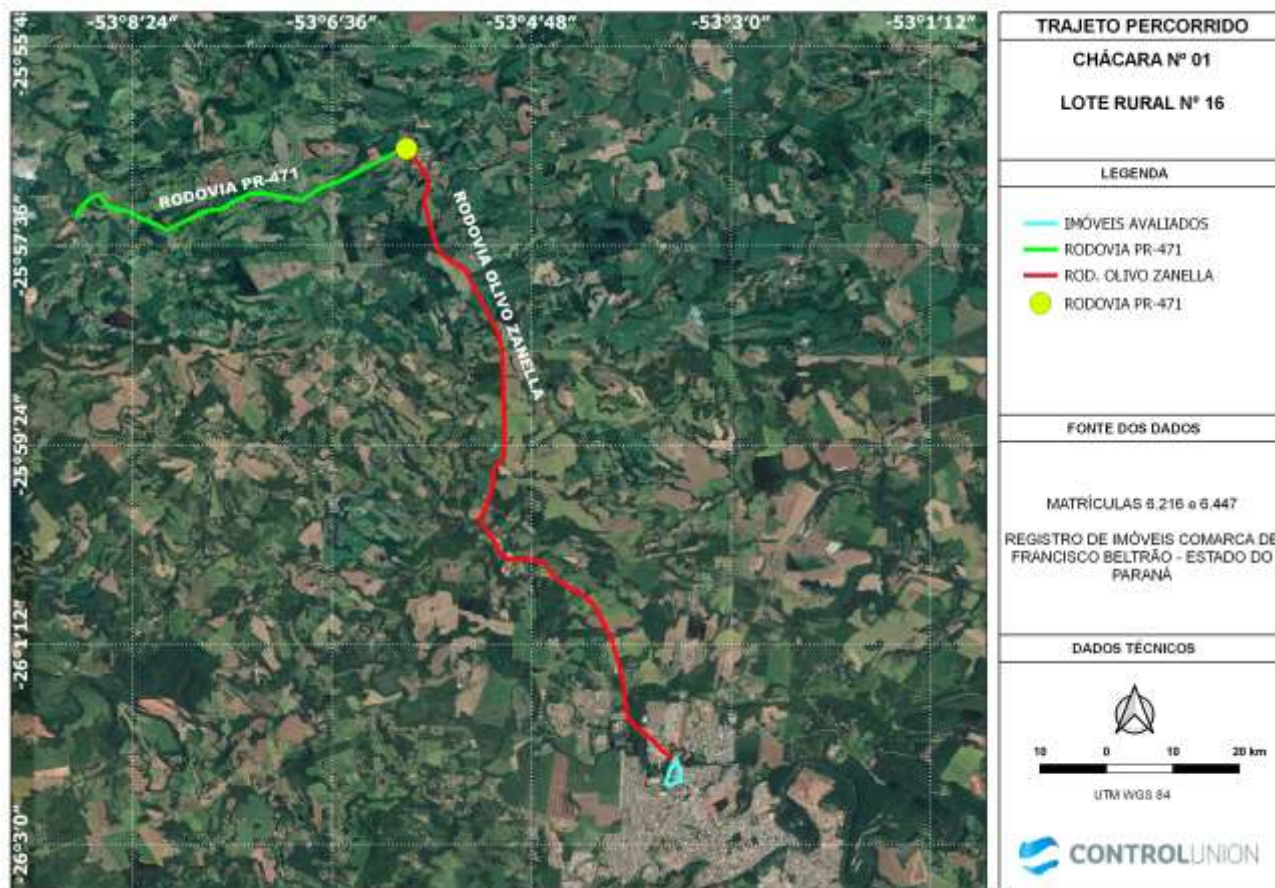 -53°8'24" -53°6'36" -53°4'48" -53°3'0" -53°1'12"
-25°57'36"
-25°59'24"
-26°1'12"
-26°3'0"
RODOVIA PR-471
RODOVIA OLIVO ZANELLA
TRAJETO PERCORRIDO
CHÁCARA Nº 01
LOTE RURAL Nº 16
LEGENDA
IMÓVEIS AVALIADOS
RODOVIA PR-471
ROD. OLIVO ZANELLA
RODOVIA PR-471
FONTE DOS DADOS
MATRÍCULAS 6.216 e 6.447
REGISTRO DE IMÓVEIS COMARCA DE
FRANCISCO BELTRÃO - ESTADO DO
PARANÁ
DADOS TÉCNICOS
10 0 10 20 km
UTM WGS 84
CONTROLUNION